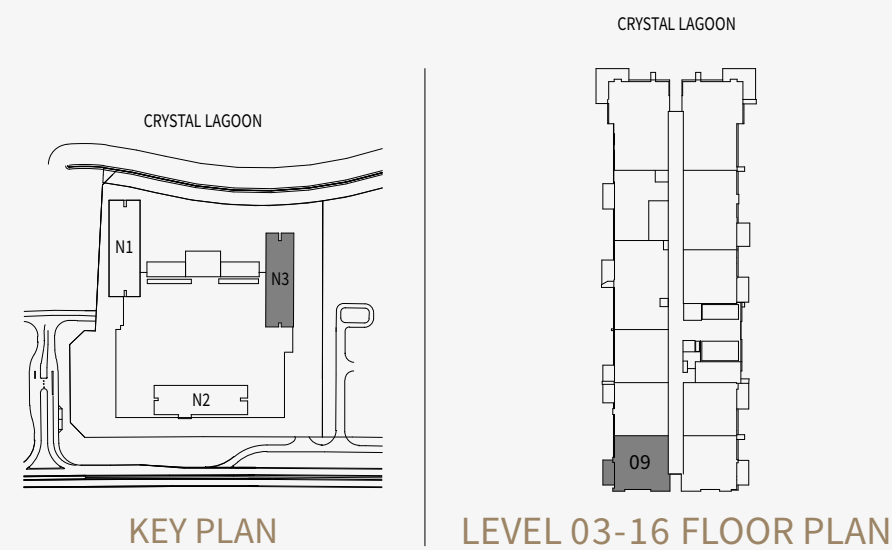 CRYSTAL LAGOON
N1
N3
N2
KEY PLAN
CRYSTAL LAGOON
09
LEVEL 03-16 FLOOR PLAN